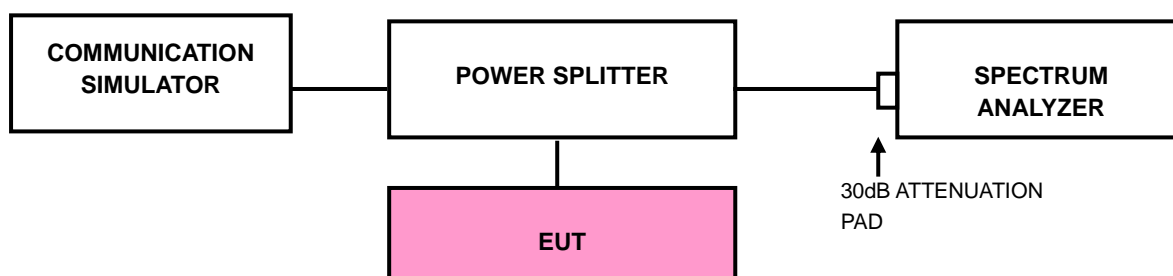 COMMUNICATION
SIMULATOR
POWER SPLITTER
SPECTRUM
ANALYZER
30dB ATTENUATION
PAD
EUT